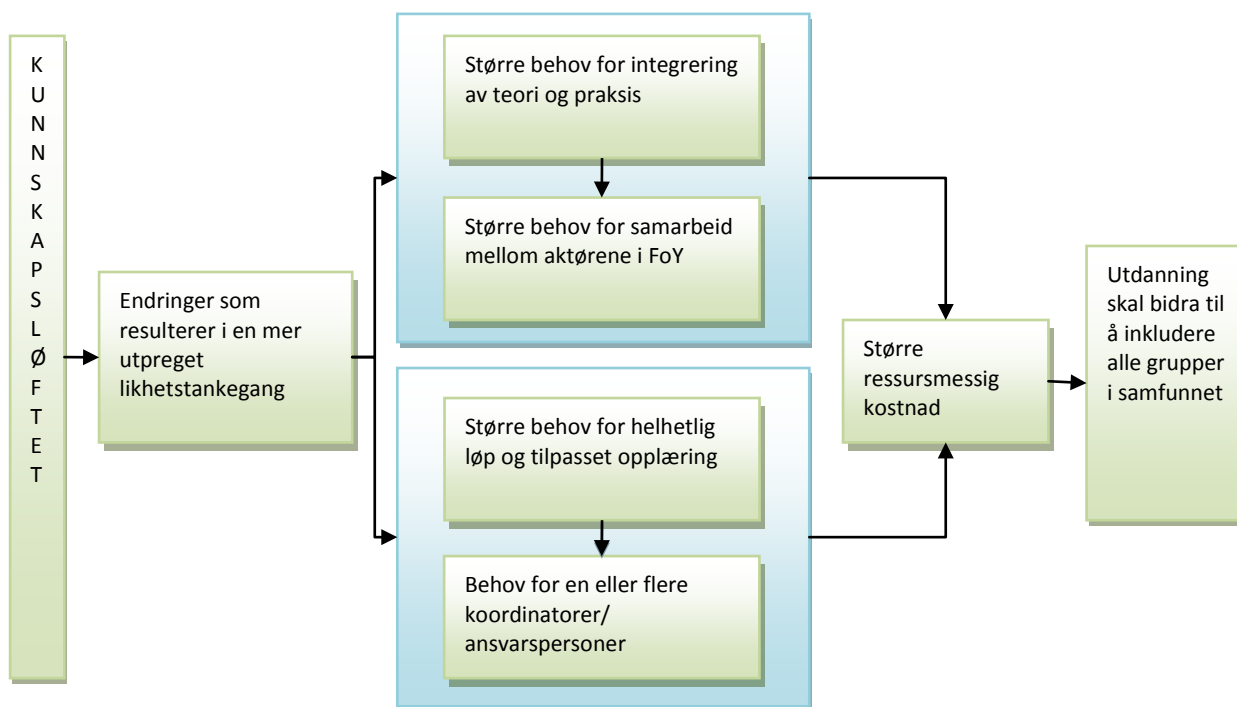 K
U
N
N
S
K
A
P
S
L
Ø
F
T
E
T
Endringer som
resulterer i en mer
utpreget
likhetstankegang
Større behov for integrering
av teori og praksis
Større behov for samarbeid
mellom aktørene i FoY
Større behov for helhetlig
løp og tilpasset opplæring
Behov for en eller flere
koordinatorer/
ansvarspersoner
Større
ressursmessig
kostnad
Utdanning
skal bidra til
å inkludere
alle grupper
i samfunnet